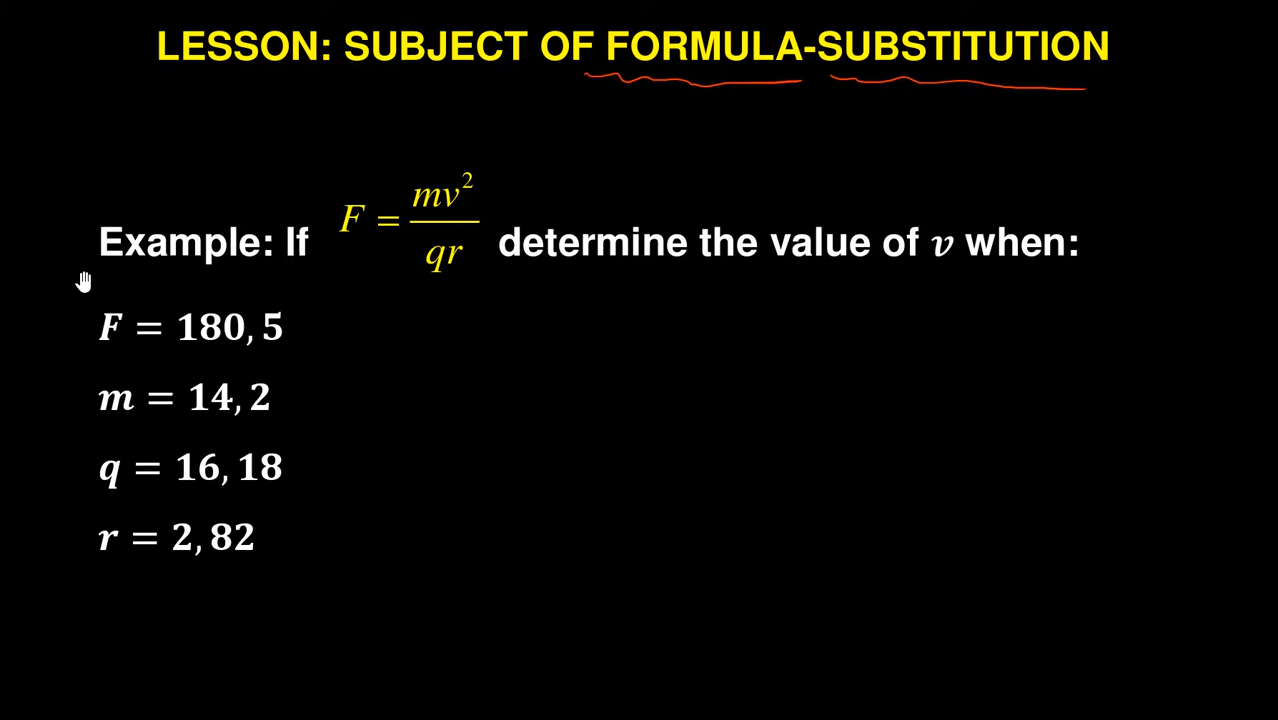 LESSON: SUBJECT OF FORMULA-SUBSTITUTION
Example: If F = mv²/qr determine the value of v when:
F = 180, 5
m = 14, 2
q = 16, 18
r = 2, 82